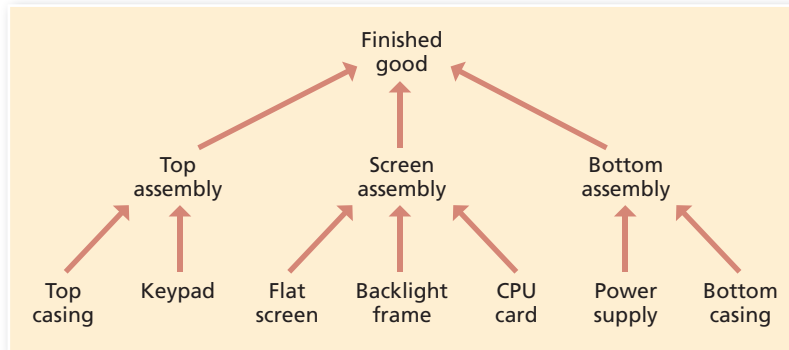 Finished
good
Top
assembly
Screen
assembly
Bottom
assembly
Top
casing
Keypad
Flat
screen
Backlight
frame
CPU
card
Power
supply
Bottom
casing